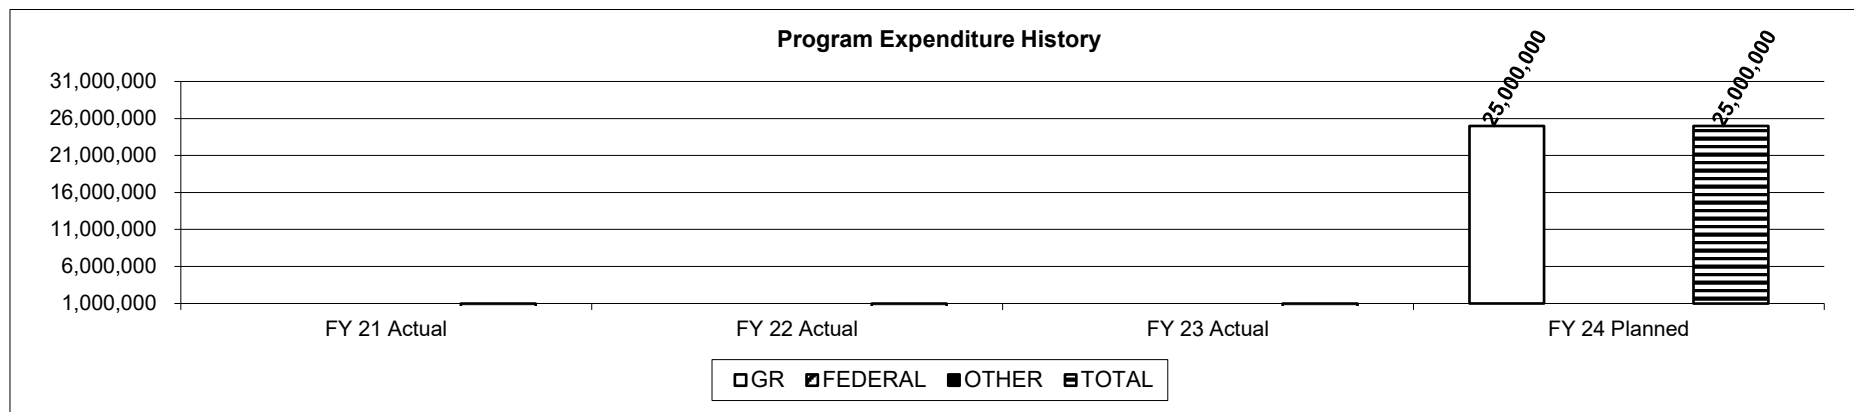 Program Expenditure History
31,000,000
26,000,000
21,000,000
16,000,000
11,000,000
6,000,000
1,000,000
25,000,000
25,000,000
FY 21 Actual
FY 22 Actual
FY 23 Actual
FY 24 Planned
GR FEDERAL OTHER TOTAL